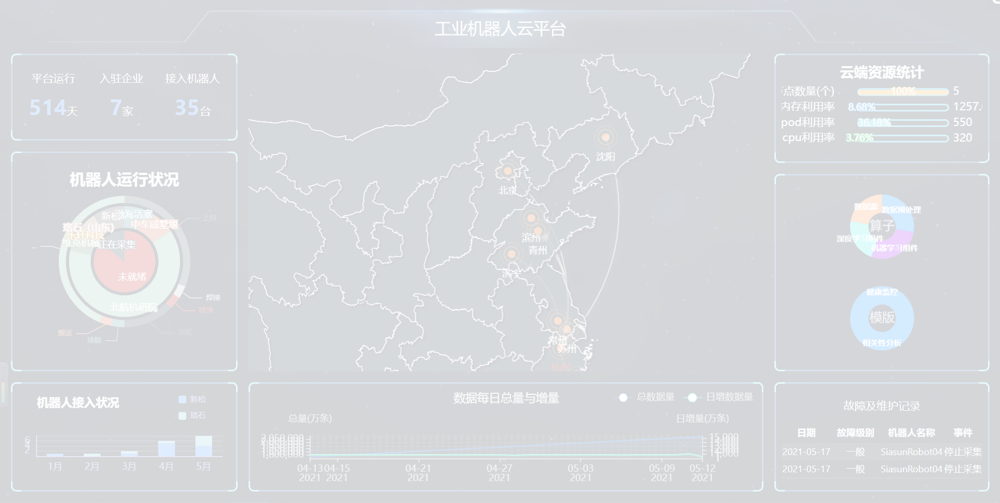 工业机器人云平台
平台运行
入驻企业
接入机器人
514天
7家
35台
机器人运行状况
新松
渤海活塞
中车戚墅堰
珞石（山东）
乐轩科技
维克机械
正在采集
未就绪
北航杭研院
上料
...
焊接
喷涂
装配
搬运
涂胶
机器人接入状况
新松
珞石
6
4
2
1月
2月
3月
4月
5月
沈阳
北京
滨州
青州
济宁
常州
苏州
杭州
数据每日总量与增量
总数据量
日增数据量
总量(万条)
日增量(万条)
2,050,000
1,800,000
15,000
04-13
2021
04-15
2021
04-21
2021
04-27
2021
05-03
2021
05-09
2021
05-12
2021
云端资源统计
点数量(个)
100%
5
内存利用率
8.68%
1257.
pod利用率
36.18%
550
cpu利用率
3.76%
320
数据源
数据预处理
算子
深度学习组件
机器学习组件
健康监控
模版
相关性分析
故障及维护记录
日期 故障级别 机器人名称 事件
2021-05-17 一般 SiasunRobot04 停止采集
2021-05-17 一般 SiasunRobot04 停止采集